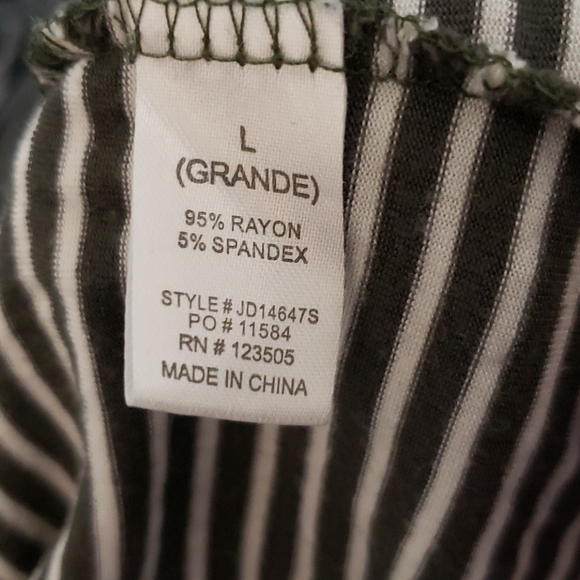 L
(GRANDE)
95% RAYON
5% SPANDEX
STYLE # JD14647S
PO # 11584
RN # 123505
MADE IN CHINA